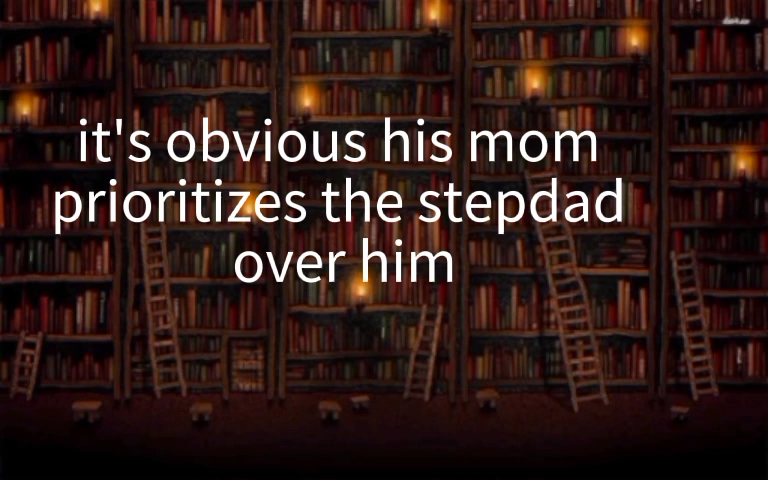 it's obvious his mom
prioritizes the stepdad
over him